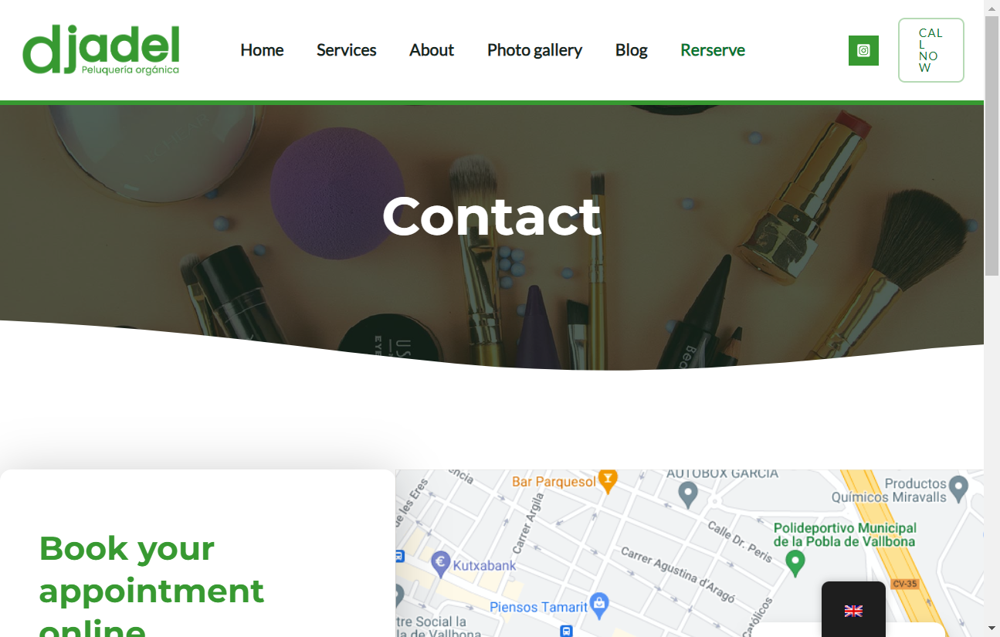 djadel
Peluquería orgánica
Home
Services
About
Photo gallery
Blog
Rerserve
CAL
L
NO
W
Contact
Book your
appointment
online
Bar Parquesol
AUTOBOX GARCIA
Productos
Químicos Miravalls
Carrer Argila
Calle Dr. Peris
Polideportivo Municipal
de la Pobla de Vallbona
Kutxabank
Carrer Agustina d'Aragó
CV-35
Piensos Tamarit
Católicos
tre Social la
la de Vallbona
de les Eres
encia